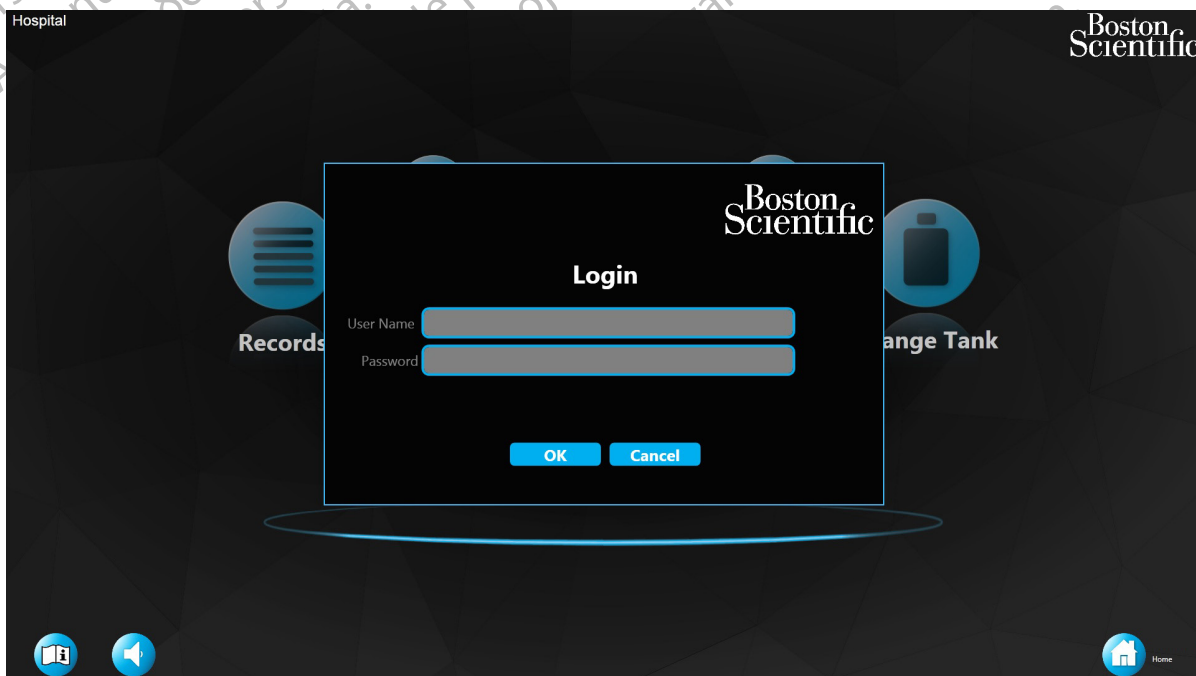 Hospital
Boston
Scientific
Boston
Scientific
Login
User Name
Password
Records
ange Tank
OK
Cancel
Home